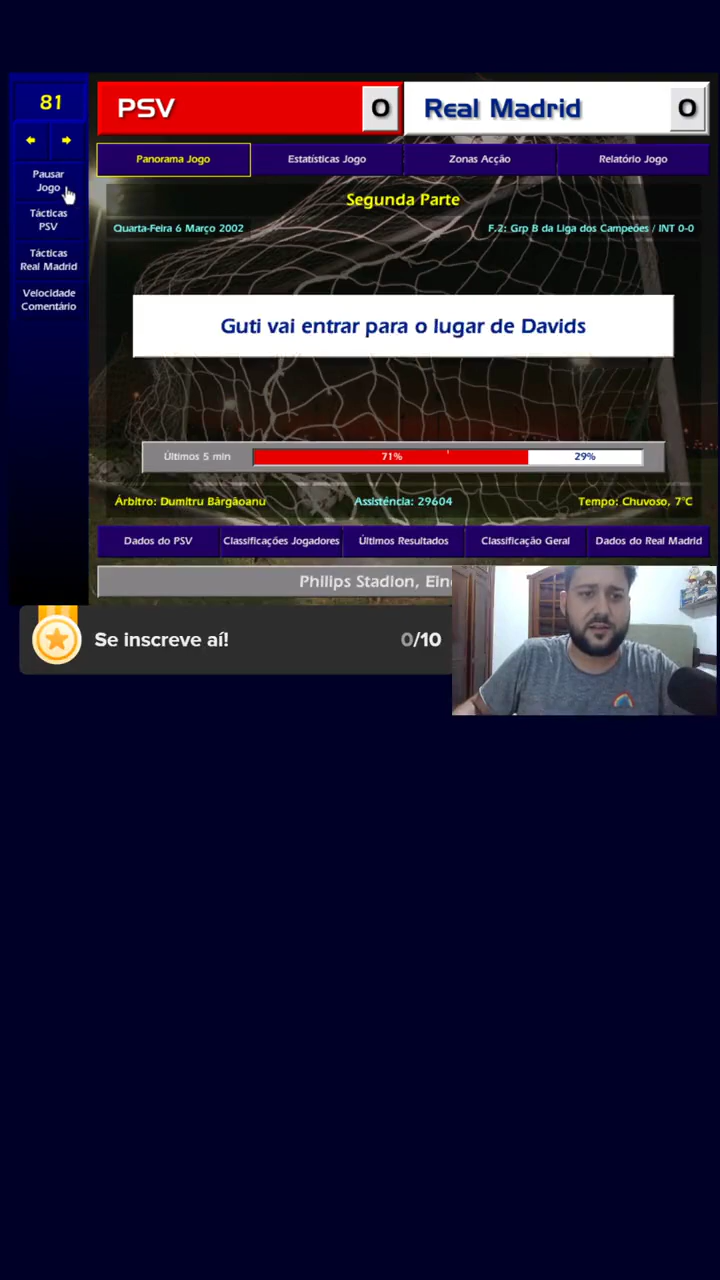 81
PSV 0 Real Madrid 0
Panorama Jogo Estatísticas Jogo Zonas Acção Relatório Jogo
Pausar
Jogo
Tácticas
PSV
Tácticas
Real Madrid
Velocidade
Comentário
Segunda Parte
Quarta-Feira 6 Março 2002 F.2: Grp B da Liga dos Campeões / INT 0-0
Guti vai entrar para o lugar de Davids
Últimos 5 min 71% 29%
Árbitro: Dumitru Bârgăoanu Assistência: 29604 Tempo: Chuvoso, 7°C
Dados do PSV Classificações Jogadores Últimos Resultados Classificação Geral Dados do Real Madrid
Philips Stadion, Ein
Se inscreve aí! 0/10